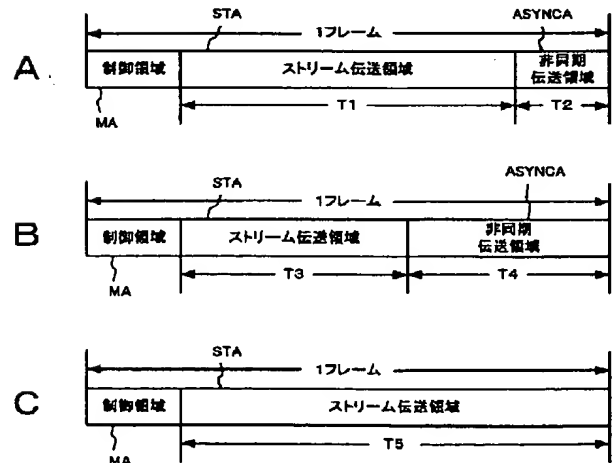 STA
ASYNCA
1フレーム
A
制御領域
ストリーム伝送領域
非同期
伝送領域
MA
T1
T2
STA
ASYNCA
1フレーム
B
制御領域
ストリーム伝送領域
非同期
伝送領域
MA
T3
T4
STA
1フレーム
C
制御領域
ストリーム伝送領域
MA
T5